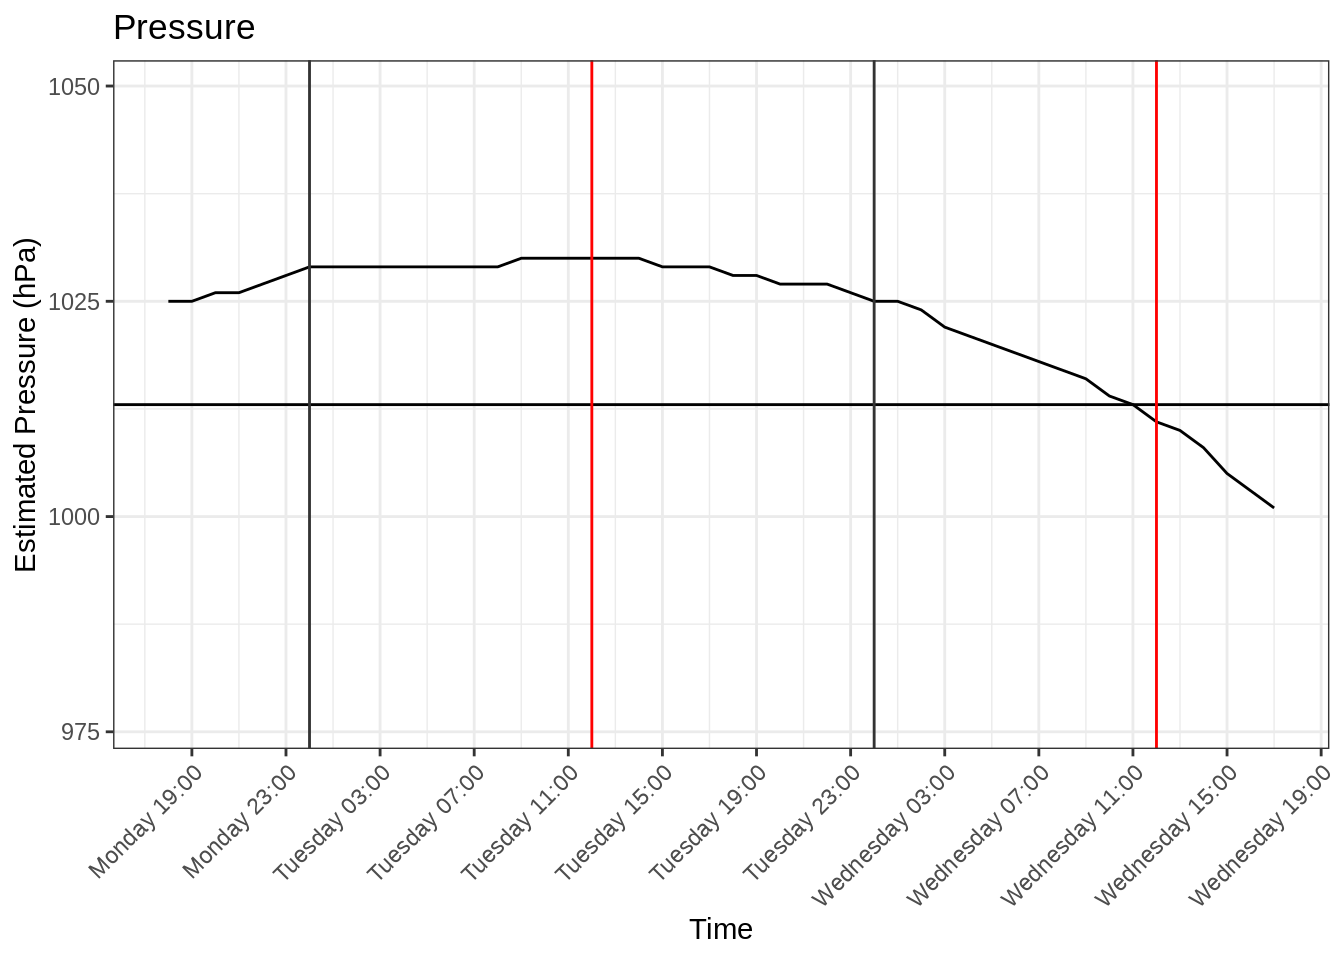 Pressure
Estimated Pressure (hPa)
1050
1025
1000
975
Monday 19:00
Monday 23:00
Tuesday 03:00
Tuesday 07:00
Tuesday 11:00
Tuesday 15:00
Tuesday 19:00
Tuesday 23:00
Wednesday 03:00
Wednesday 07:00
Wednesday 11:00
Wednesday 15:00
Wednesday 19:00
Time